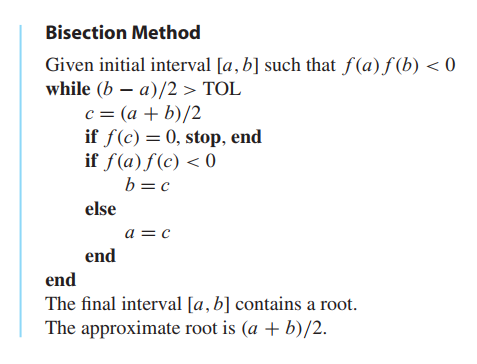 Bisection Method
Given initial interval [a, b] such that f(a) f(b) < 0
while (b − a)/2 > TOL
c = (a + b)/2
if f(c) = 0, stop, end
if f(a) f(c) < 0
b = c
else
a = c
end
end
The final interval [a, b] contains a root.
The approximate root is (a + b)/2.